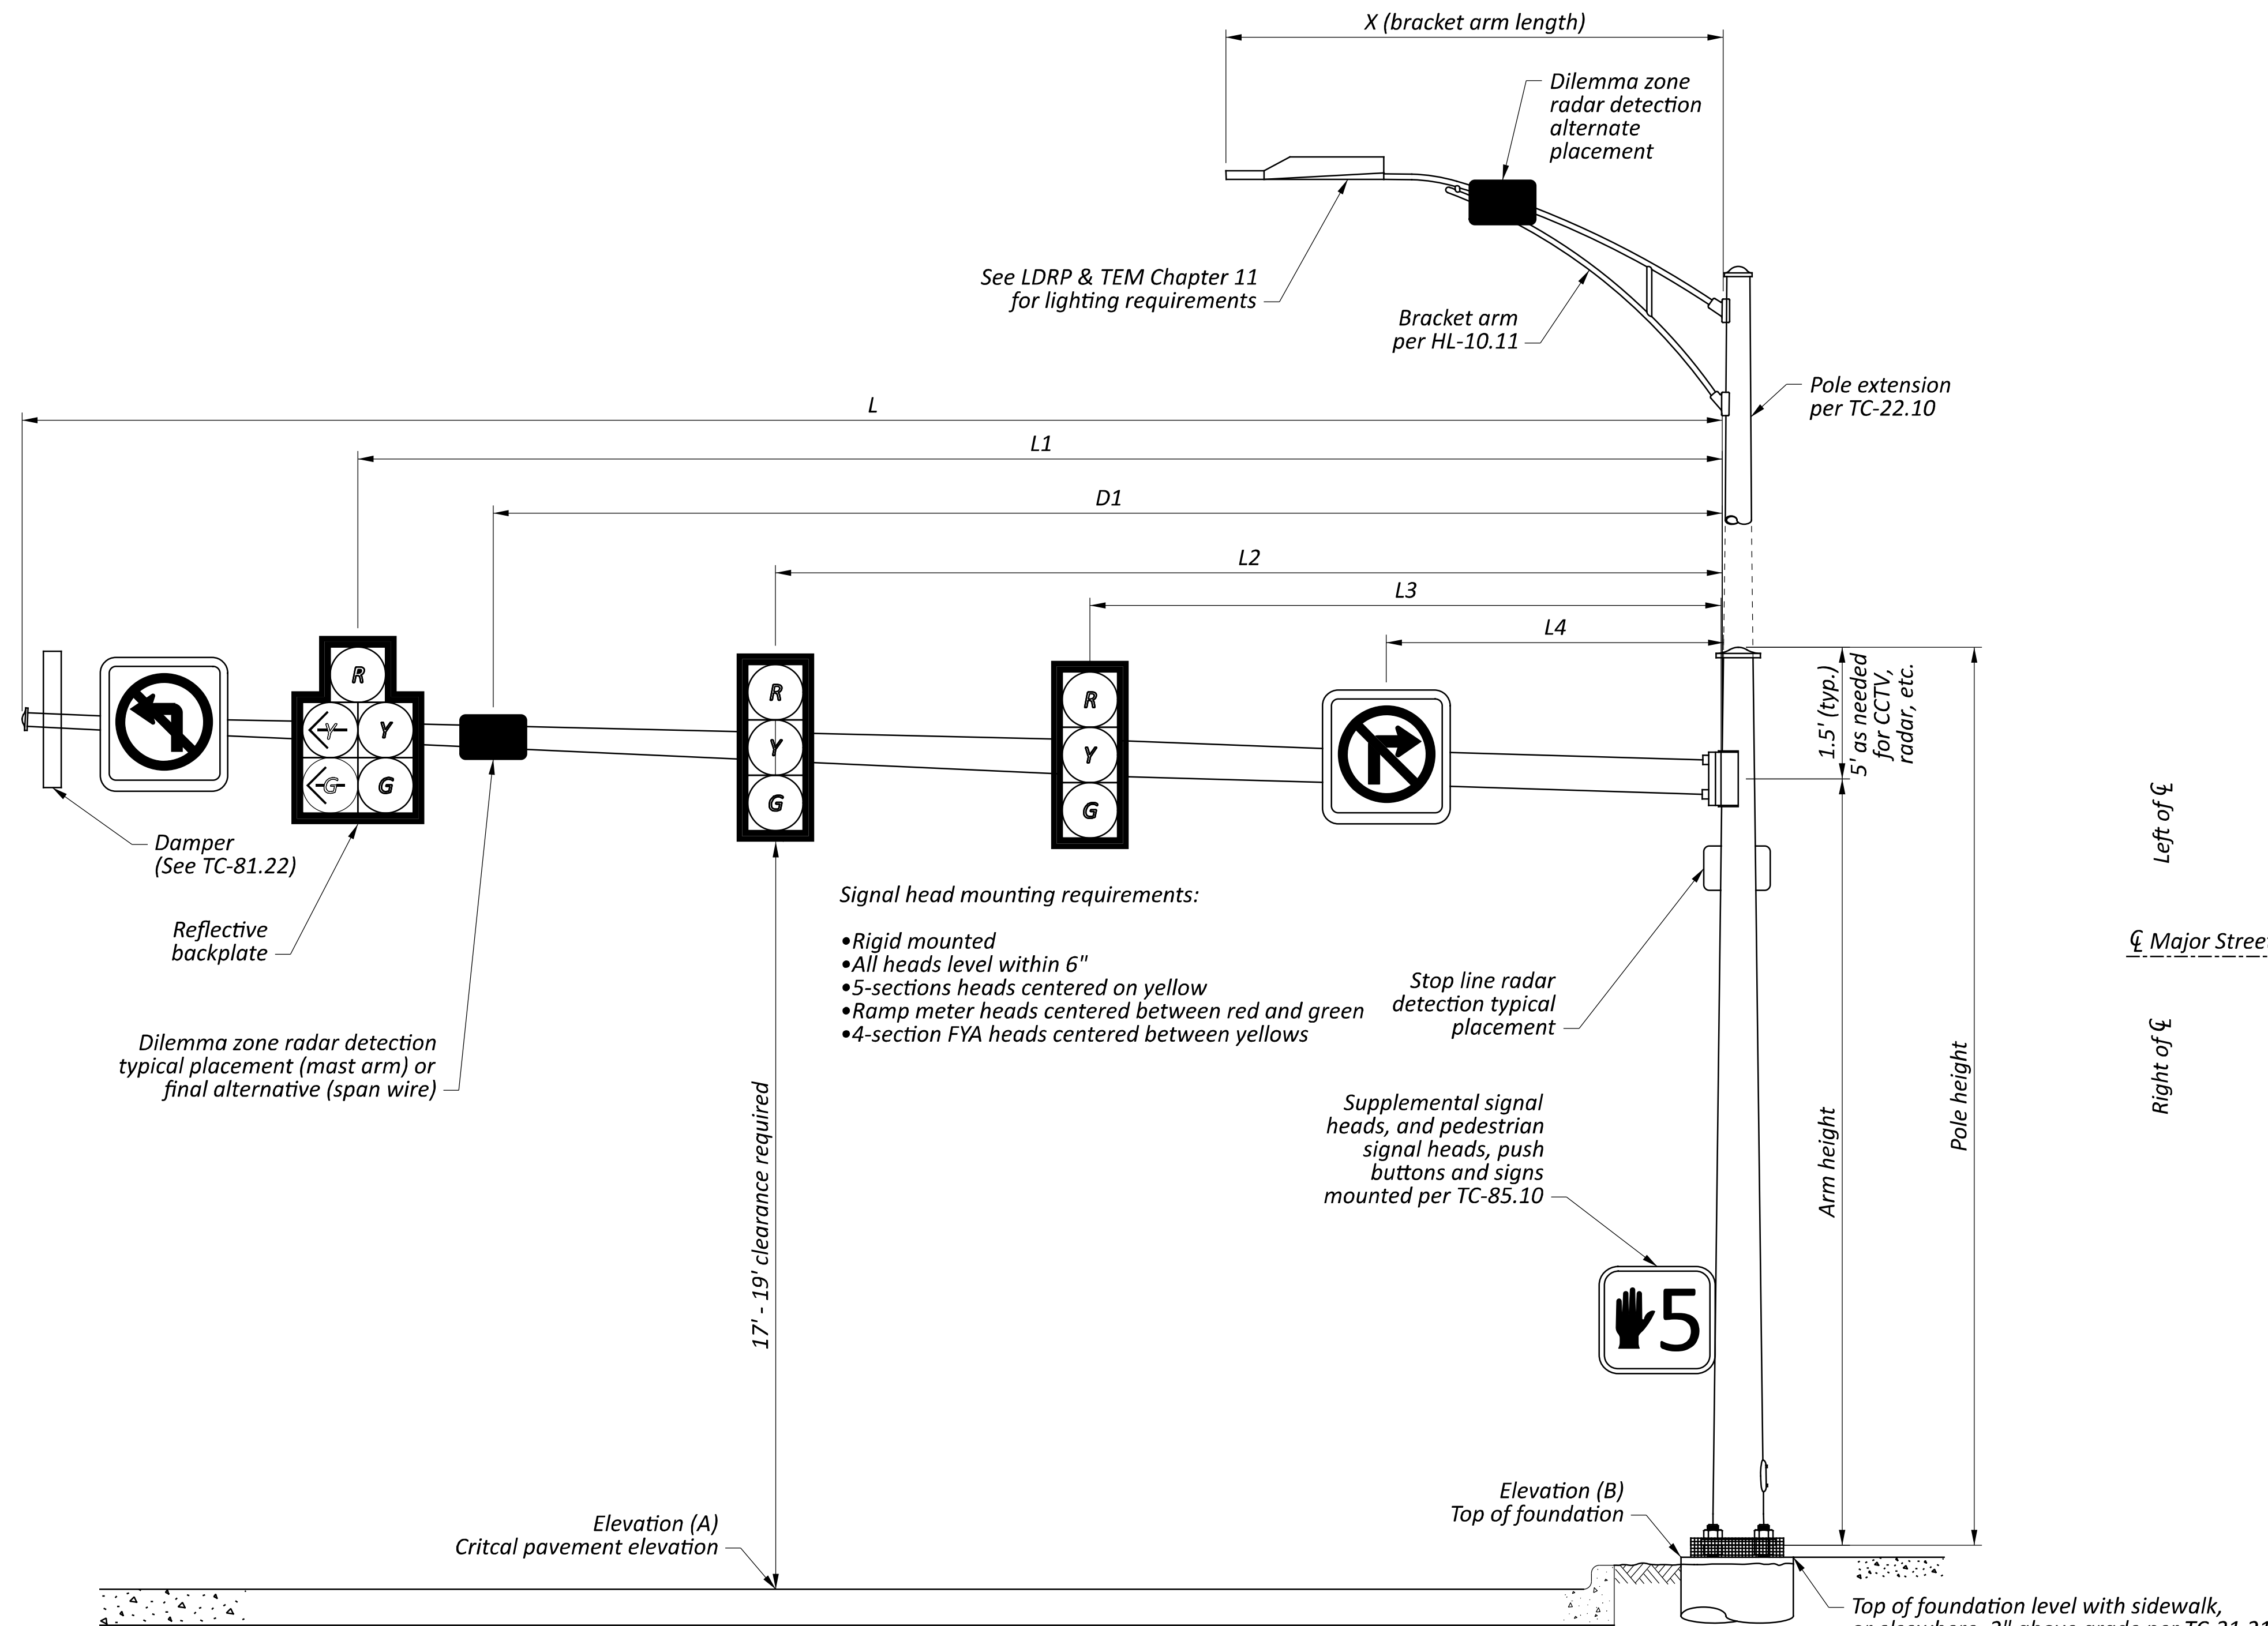 X (bracket arm length)
Dilemma zone
radar detection
alternate
placement
See LDRP & TEM Chapter 11
for lighting requirements
Bracket arm
per HL-10.11
Pole extension
per TC-22.10
L
L1
D1
L2
L3
L4
R
Y
Y
G
G
R
Y
G
R
Y
G
1.5' (typ.)
5' as needed
for CCTV,
radar, etc.
Damper
(See TC-81.22)
Reflective
backplate
Dilemma zone radar detection
typical placement (mast arm) or
final alternative (span wire)
Signal head mounting requirements:
•Rigid mounted
•All heads level within 6"
•5-sections heads centered on yellow
•Ramp meter heads centered between red and green
•4-section FYA heads centered between yellows
Stop line radar
detection typical
placement
Supplemental signal
heads, and pedestrian
signal heads, push
buttons and signs
mounted per TC-85.10
5
17' - 19' clearance required
Arm height
Pole height
Left of ℄
℄ Major Stree
Right of ℄
Elevation (A)
Critcal pavement elevation
Elevation (B)
Top of foundation
Top of foundation level with sidewalk,